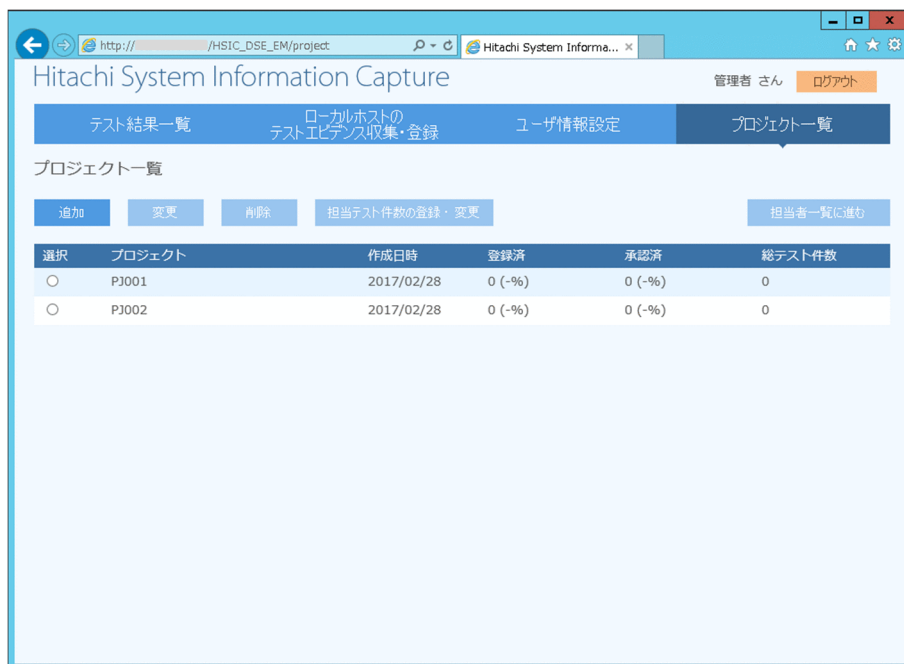 http:// /HSIC_DSE_EM/project
Hitachi System Informa...
Hitachi System Information Capture
管理者 さん
ログアウト
テスト結果一覧
ローカルホストの
テストエビデンス収集・登録
ユーザ情報設定
プロジェクト一覧
プロジェクト一覧
追加
変更
削除
担当テスト件数の登録・変更
担当者一覧に進む
選択 プロジェクト 作成日時 登録済 承認済 総テスト件数
PJ001 2017/02/28 0 (-%) 0 (-%) 0
PJ002 2017/02/28 0 (-%) 0 (-%) 0